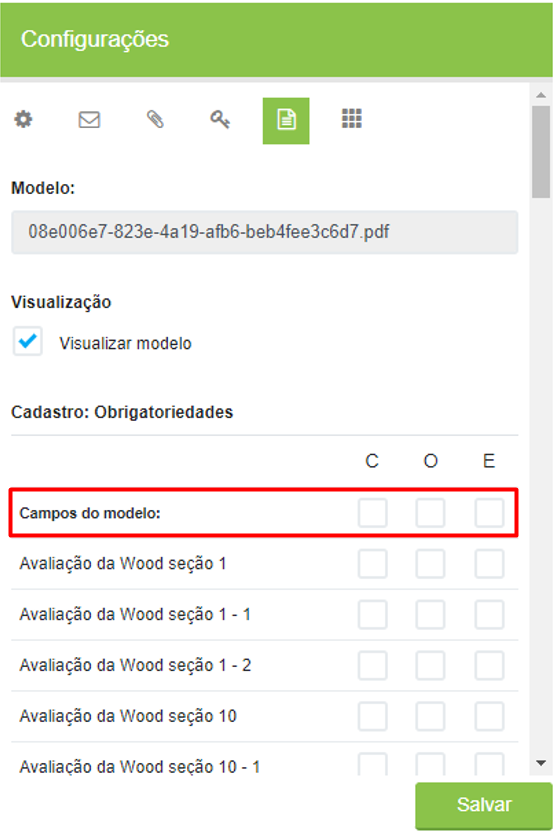 Configurações
Modelo:
08e006e7-823e-4a19-afb6-beb4fee3c6d7.pdf
Visualização
Visualizar modelo
Cadastro: Obrigatoriedades
C O E
Campos do modelo:
Avaliação da Wood seção 1
Avaliação da Wood seção 1 - 1
Avaliação da Wood seção 1 - 2
Avaliação da Wood seção 10
Avaliação da Wood seção 10 - 1
Salvar